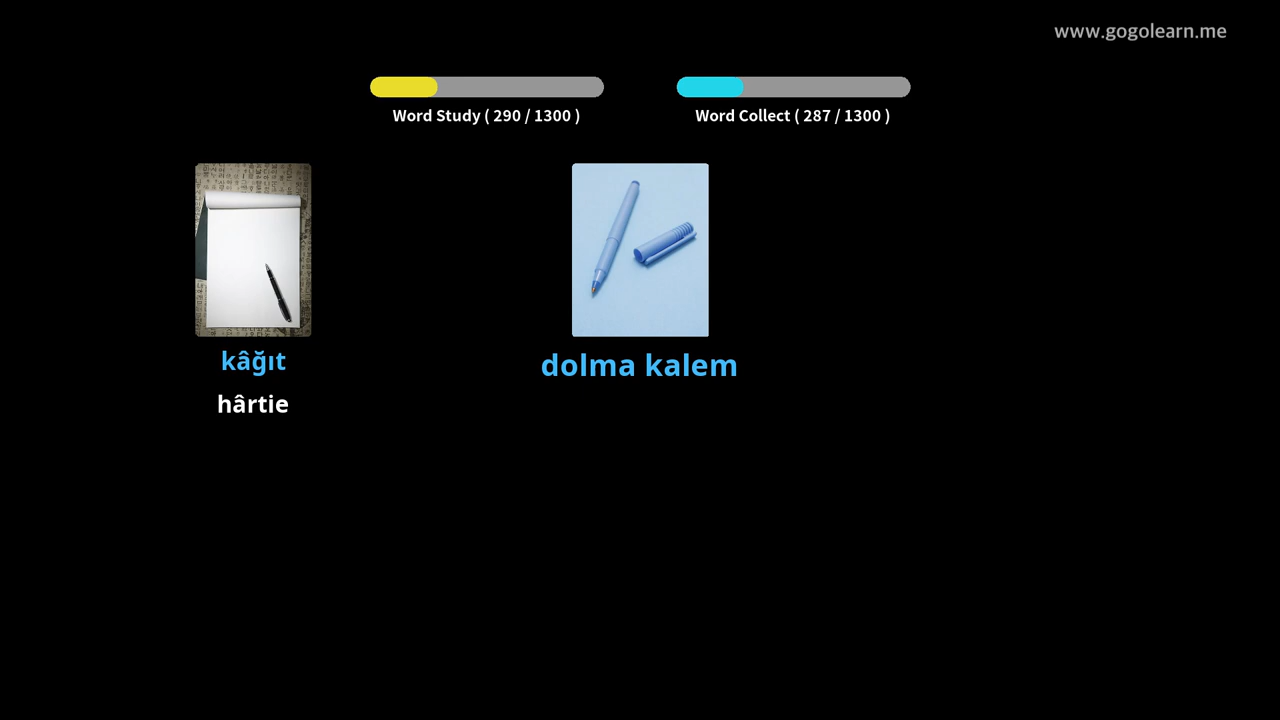 www.gogolearn.me
Word Study ( 290 / 1300 )
Word Collect ( 287 / 1300 )
kâğıt
hârtie
dolma kalem